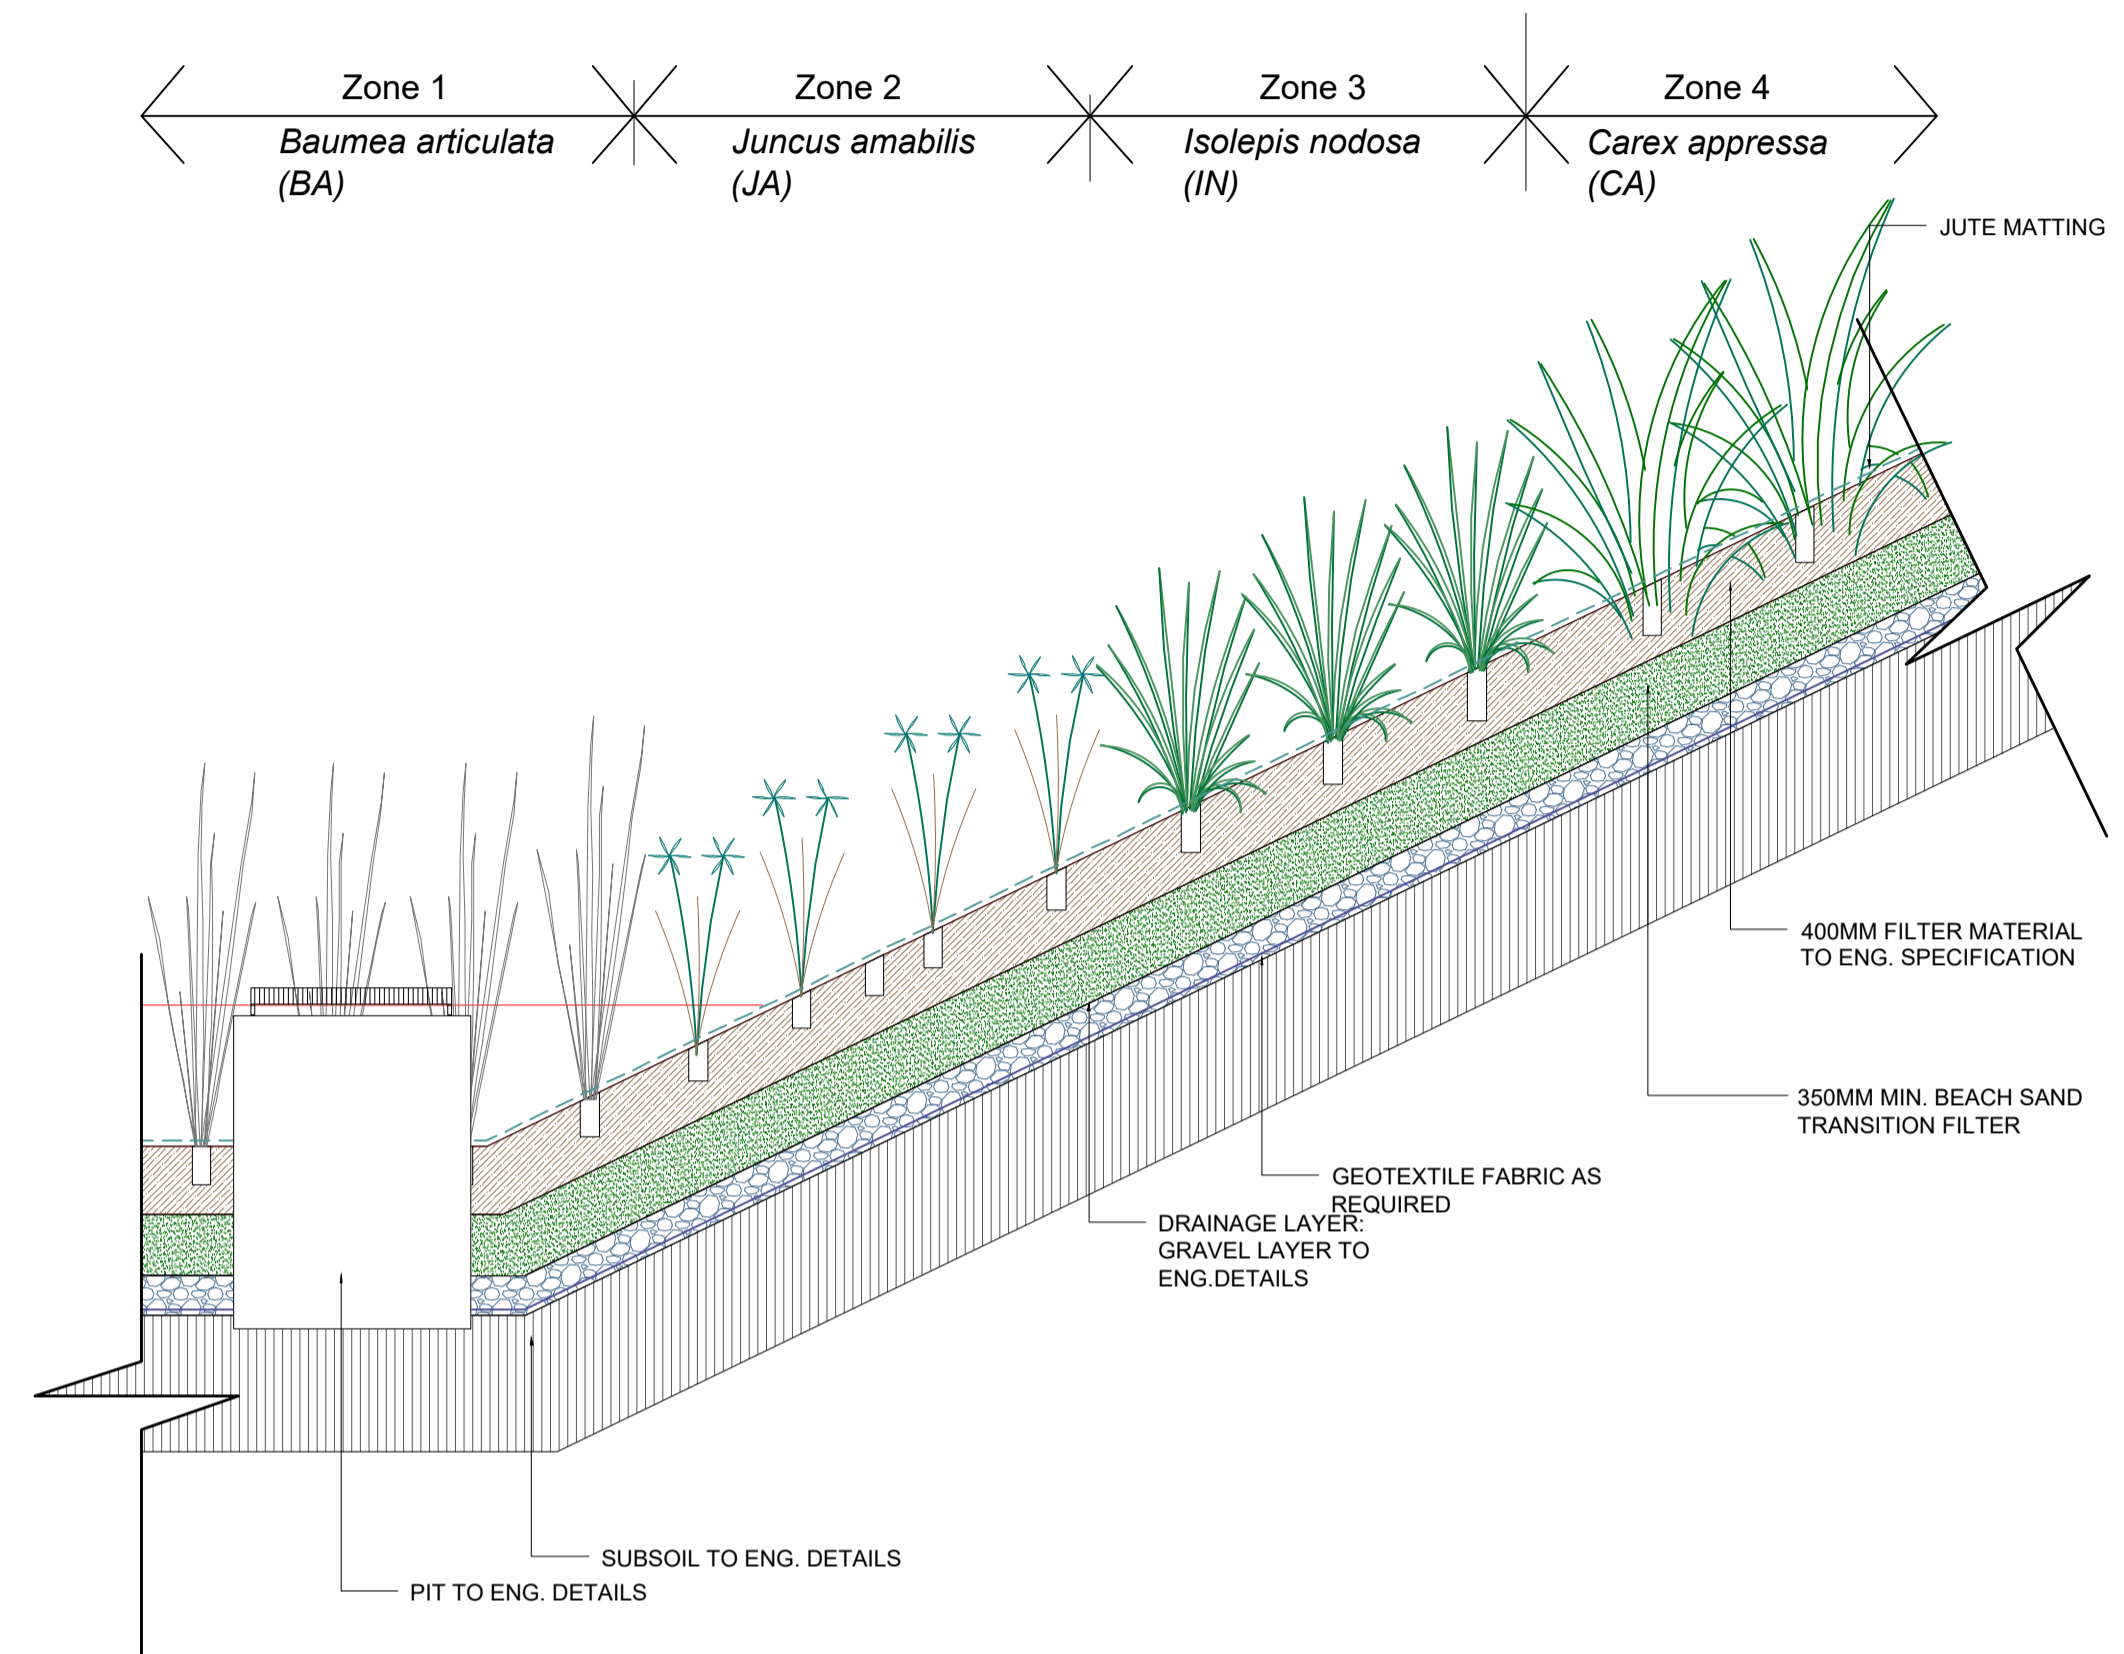 Zone 1
Baumea articulata
(BA)
Zone 2
Juncus amabilis
(JA)
Zone 3
Isolepis nodosa
(IN)
Zone 4
Carex appressa
(CA)
JUTE MATTING
400MM FILTER MATERIAL
TO ENG. SPECIFICATION
350MM MIN. BEACH SAND
TRANSITION FILTER
GEOTEXTILE FABRIC AS
REQUIRED
DRAINAGE LAYER:
GRAVEL LAYER TO
ENG.DETAILS
SUBSOIL TO ENG. DETAILS
PIT TO ENG. DETAILS